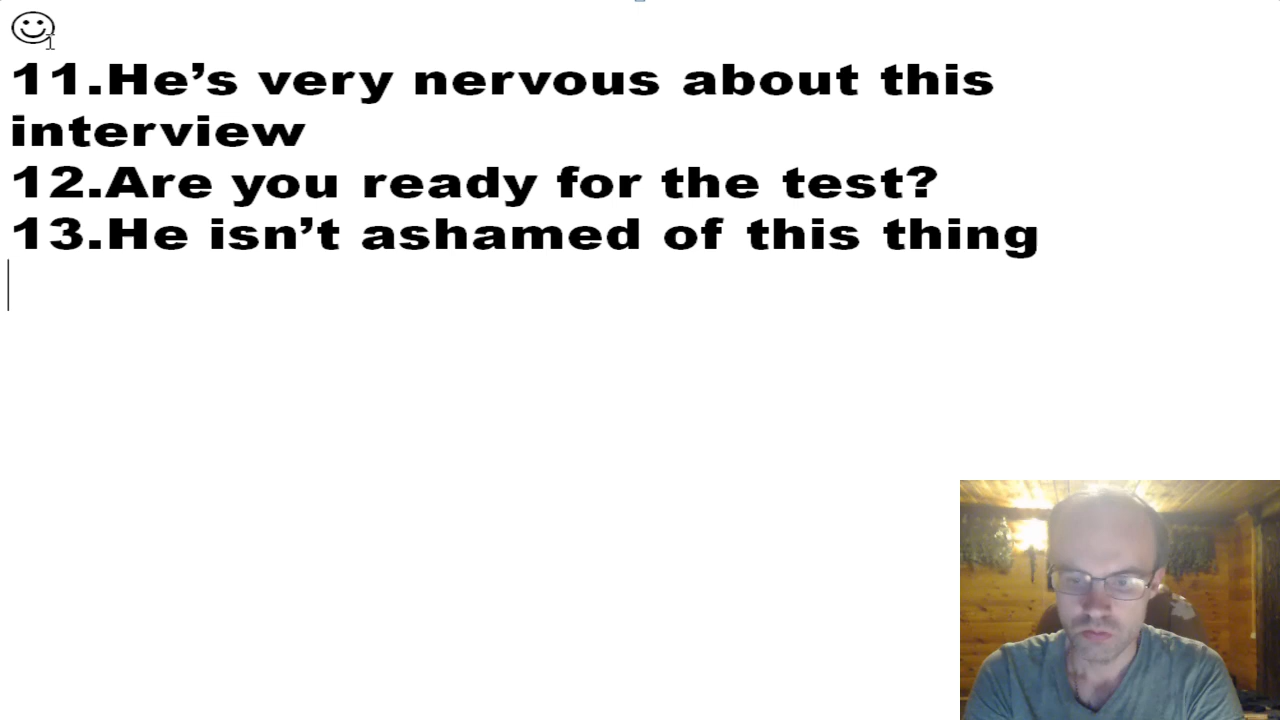 11.He’s very nervous about this
interview
12.Are you ready for the test?
13.He isn’t ashamed of this thing